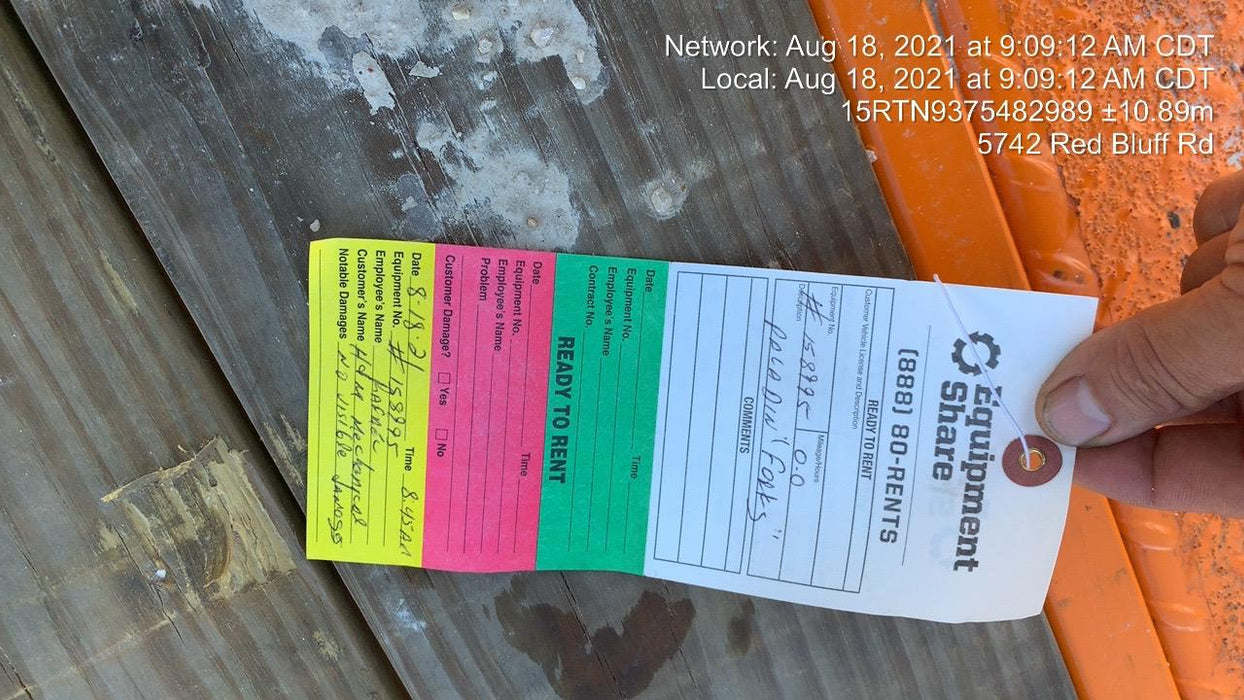 Network: Aug 18, 2021 at 9:09:12 AM CDT
Local: Aug 18, 2021 at 9:09:12 AM CDT
15RTN9375482989 ±10.89m
5742 Red Bluff Rd
Equipment
Share
(888) 80-RENTS
READY TO RENT
Customer Vehicle License and Description
Equipment No. Mileage/Hours
# 158995 0.0
Description
PALADIN "FORKS"
COMMENTS
READY TO RENT
Date Time
Equipment No.
Employee's Name
Contract No.
Date Time
Equipment No.
Employee's Name
Problem
Customer Damage? Yes No
Date 8-18-21 Time 8:45AM
Equipment No. # 158995
Employee's Name
Customer's Name H&M Mechanical
Notable Damages NO VISIBLE DAMAGES